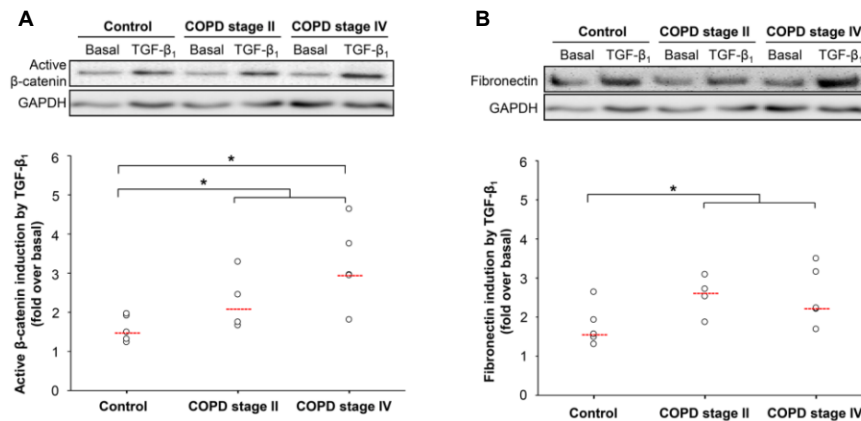 A
Control COPD stage II COPD stage IV
Basal TGF-β₁ Basal TGF-β₁ Basal TGF-β₁
Active
β-catenin
GAPDH
Active β-catenin induction by TGF-β₁
(fold over basal)
6
5
4
3
2
1
0
*
*
Control COPD stage II COPD stage IV
B
Control COPD stage II COPD stage IV
Basal TGF-β₁ Basal TGF-β₁ Basal TGF-β₁
Fibronectin
GAPDH
Fibronectin indution by TGF-β₁
(fold over basal)
6
5
4
3
2
1
0
*
Control COPD stage II COPD stage IV